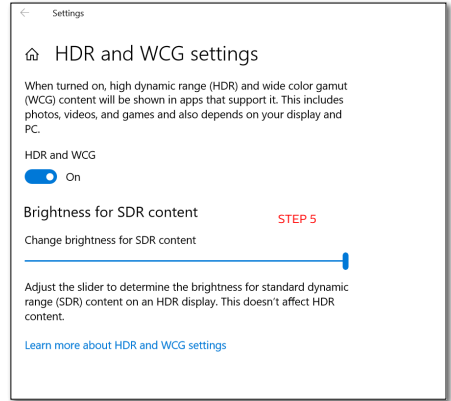 Settings
HDR and WCG settings
When turned on, high dynamic range (HDR) and wide color gamut
(WCG) content will be shown in apps that support it. This includes
photos, videos, and games and also depends on your display and
PC.
HDR and WCG
On
Brightness for SDR content
STEP 5
Change brightness for SDR content
Adjust the slider to determine the brightness for standard dynamic
range (SDR) content on an HDR display. This doesn't affect HDR
content.
Learn more about HDR and WCG settings